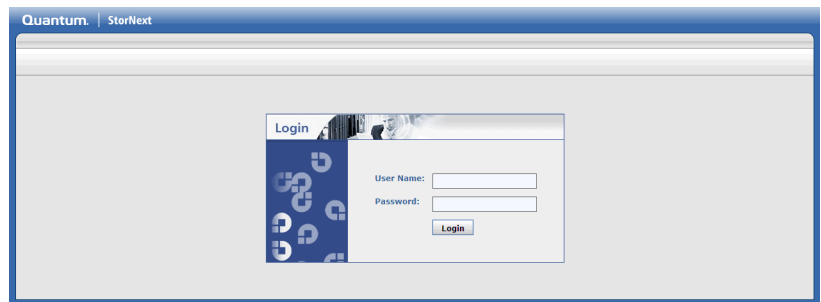 Quantum. | StorNext
Login
User Name:
Password:
Login